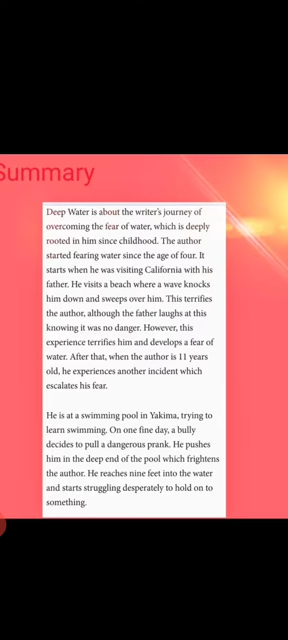 Summary
Deep Water is about the writer's journey of
overcoming the fear of water, which is deeply
rooted in him since childhood. The author
started fearing water since the age of four. It
starts when he was visiting California with his
father. He visits a beach where a wave knocks
him down and sweeps over him. This terrifies
the author, although the father laughs at this
knowing it was no danger. However, this
experience terrifies him and develops a fear of
water. After that, when the author is 11 years
old, he experiences another incident which
escalates his fear.
He is at a swimming pool in Yakima, trying to
learn swimming. On one fine day, a bully
decides to pull a dangerous prank. He pushes
him in the deep end of the pool which frightens
the author. He reaches nine feet into the water
and starts struggling desperately to hold on to
something.